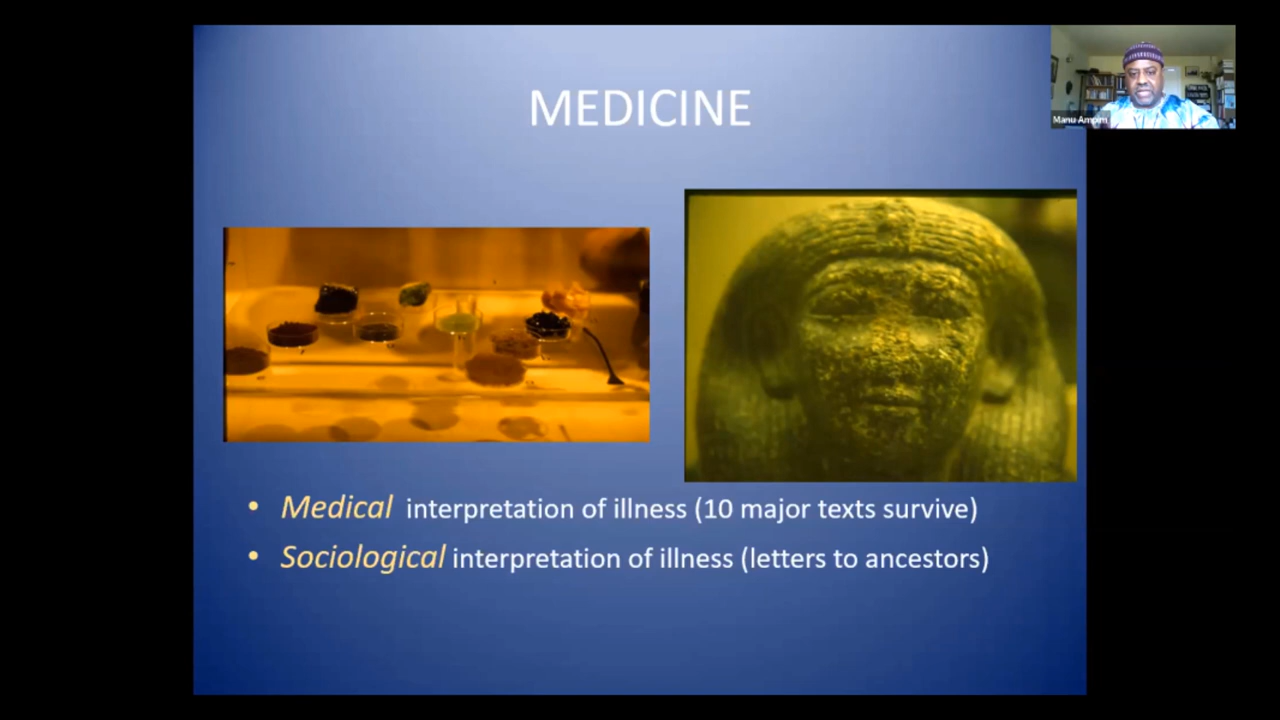 MEDICINE
Manu Ampim
• Medical interpretation of illness (10 major texts survive)
• Sociological interpretation of illness (letters to ancestors)